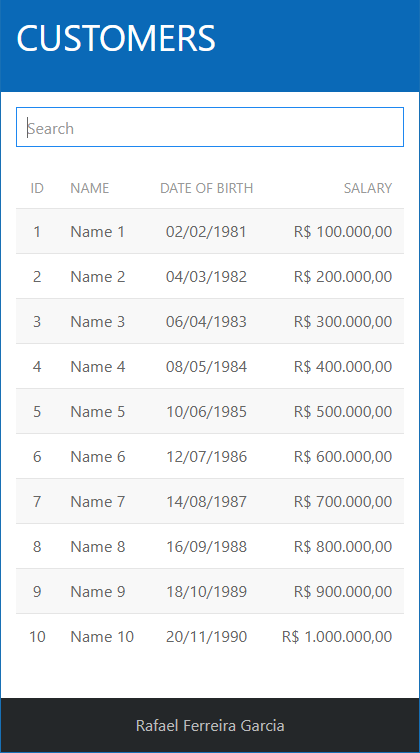 CUSTOMERS
Search
ID NAME DATE OF BIRTH SALARY
1 Name 1 02/02/1981 R$ 100.000,00
2 Name 2 04/03/1982 R$ 200.000,00
3 Name 3 06/04/1983 R$ 300.000,00
4 Name 4 08/05/1984 R$ 400.000,00
5 Name 5 10/06/1985 R$ 500.000,00
6 Name 6 12/07/1986 R$ 600.000,00
7 Name 7 14/08/1987 R$ 700.000,00
8 Name 8 16/09/1988 R$ 800.000,00
9 Name 9 18/10/1989 R$ 900.000,00
10 Name 10 20/11/1990 R$ 1.000.000,00
Rafael Ferreira Garcia